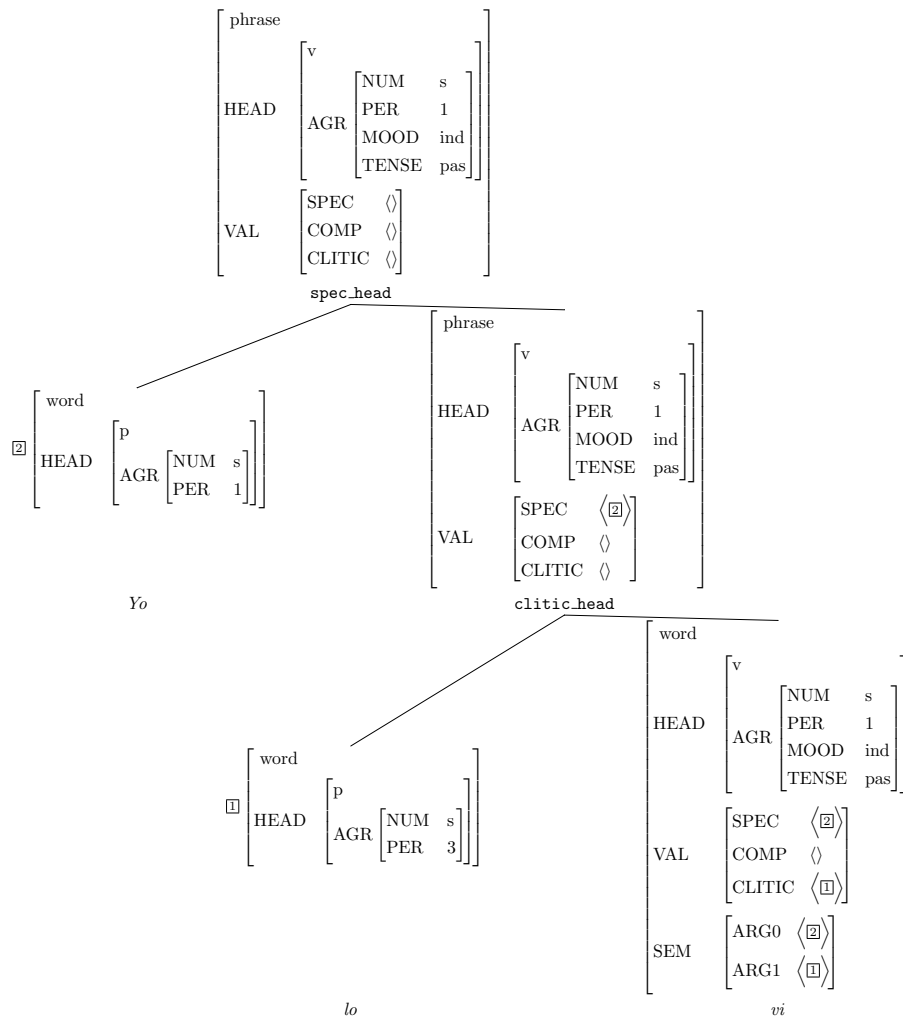 phrase
v
NUM s
HEAD PER 1
AGR
MOOD ind
TENSE pas
SPEC ⟨⟩
VAL COMP ⟨⟩
CLITIC ⟨⟩
spec_head
phrase
v
NUM s
HEAD PER 1
AGR
MOOD ind
TENSE pas
SPEC ⟨2⟩
VAL COMP ⟨⟩
CLITIC ⟨⟩
word
p
2 HEAD NUM s
AGR
PER 1
Yo
clitic_head
word
v
NUM s
HEAD PER 1
AGR
MOOD ind
TENSE pas
SPEC ⟨2⟩
VAL COMP ⟨⟩
CLITIC ⟨1⟩
SEM ARG0 ⟨2⟩
ARG1 ⟨1⟩
word
p
1 HEAD NUM s
AGR
PER 3
lo vi